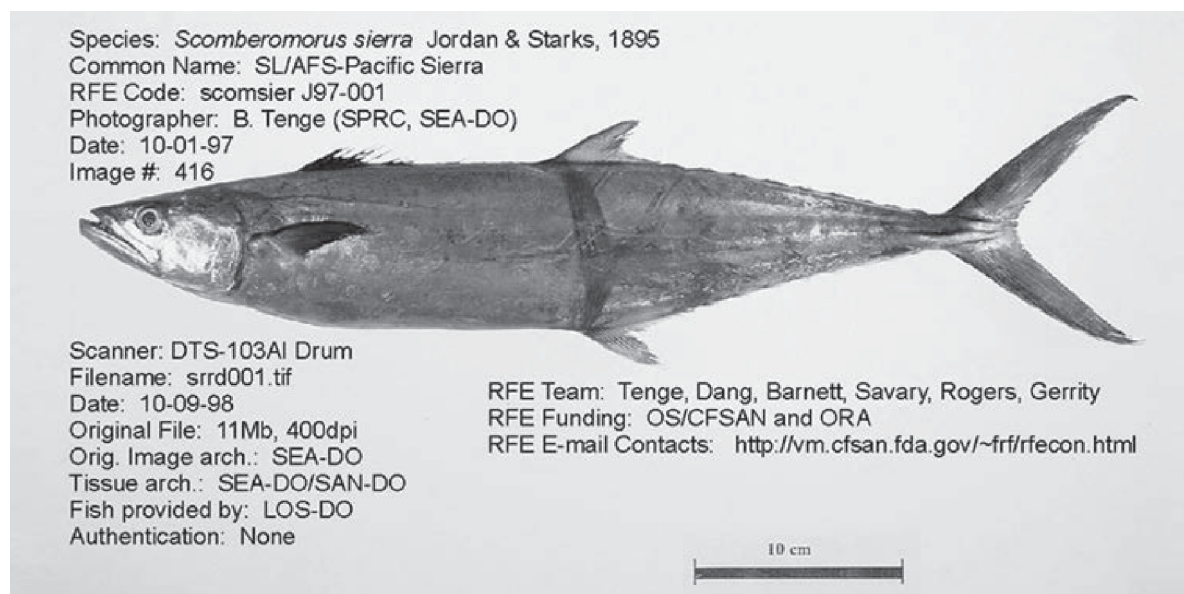 Species: Scomberomorus sierra Jordan & Starks, 1895
Common Name: SL/AFS-Pacific Sierra
RFE Code: scomsier J97-001
Photographer: B. Tenge (SPRC, SEA-DO)
Date: 10-01-97
Image #: 416
Scanner: DTS-103AI Drum
Filename: srrd001.tif
Date: 10-09-98
Original File: 11Mb, 400dpi
Orig. Image arch.: SEA-DO
Tissue arch.: SEA-DO/SAN-DO
Fish provided by: LOS-DO
Authentication: None
RFE Team: Tenge, Dang, Barnett, Savary, Rogers, Gerrity
RFE Funding: OS/CFSAN and ORA
RFE E-mail Contacts: http://vm.cfsan.fda.gov/~frf/rfecon.html
10 cm